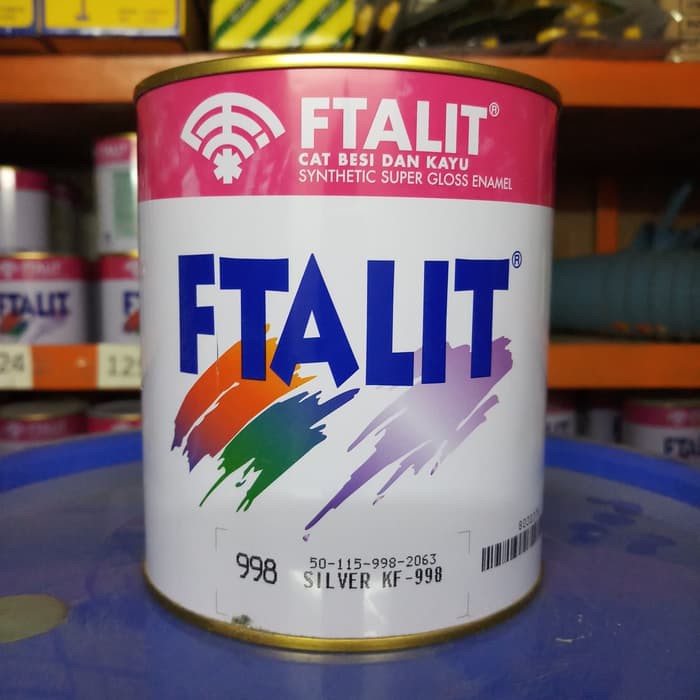 FTALIT®
CAT BESI DAN KAYU
SYNTHETIC SUPER GLOSS ENAMEL
FTALIT®
998
50-115-998-2063
SILVER KF-998
FTALIT
24